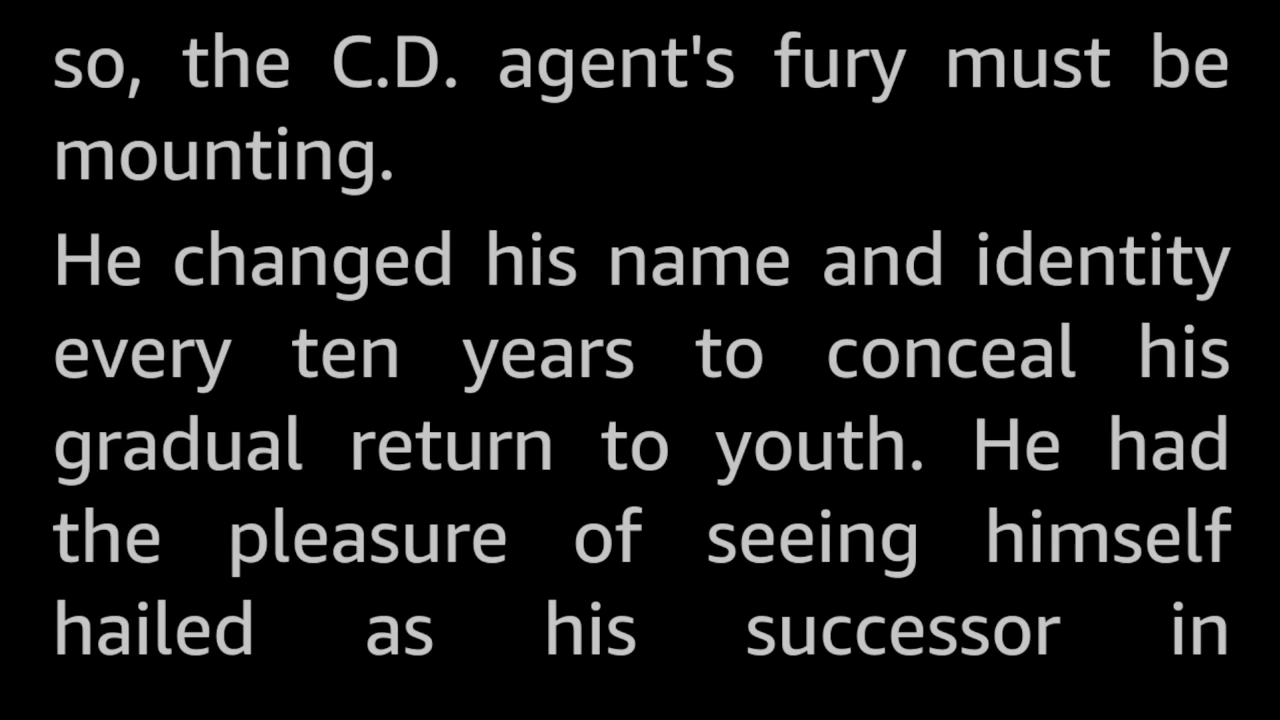 so, the C.D. agent's fury must be
mounting.
He changed his name and identity
every ten years to conceal his
gradual return to youth. He had
the pleasure of seeing himself
hailed as his successor in